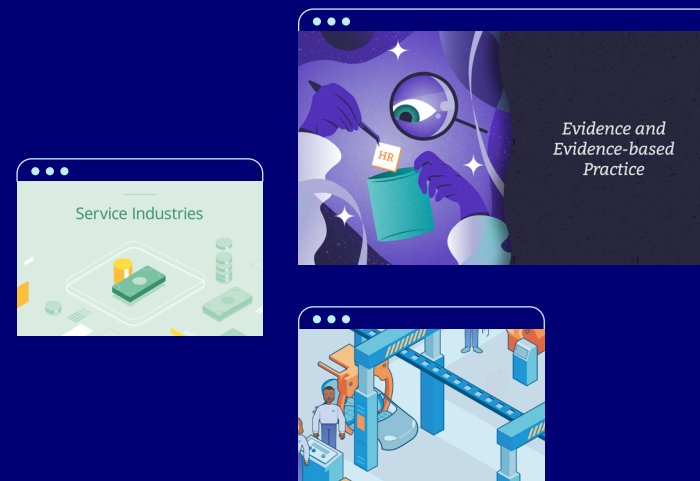 HR
Evidence and
Evidence-based
Practice
Service Industries